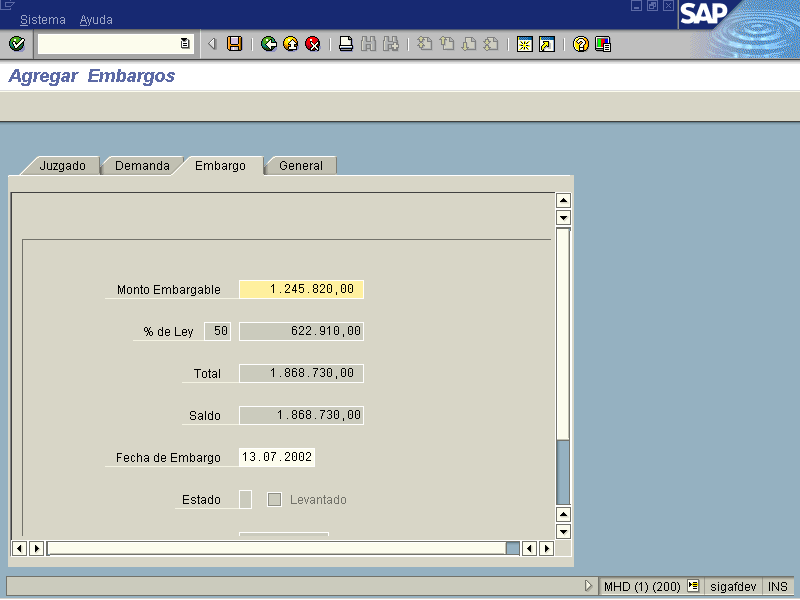 Sistema Ayuda
SAP
Agregar Embargos
Juzgado Demanda Embargo General
Monto Embargable 1.245.820,00
% de Ley 50 622.910,00
Total 1.868.730,00
Saldo 1.868.730,00
Fecha de Embargo 13.07.2002
Estado Levantado
MHD (1) (200) sigafdev INS